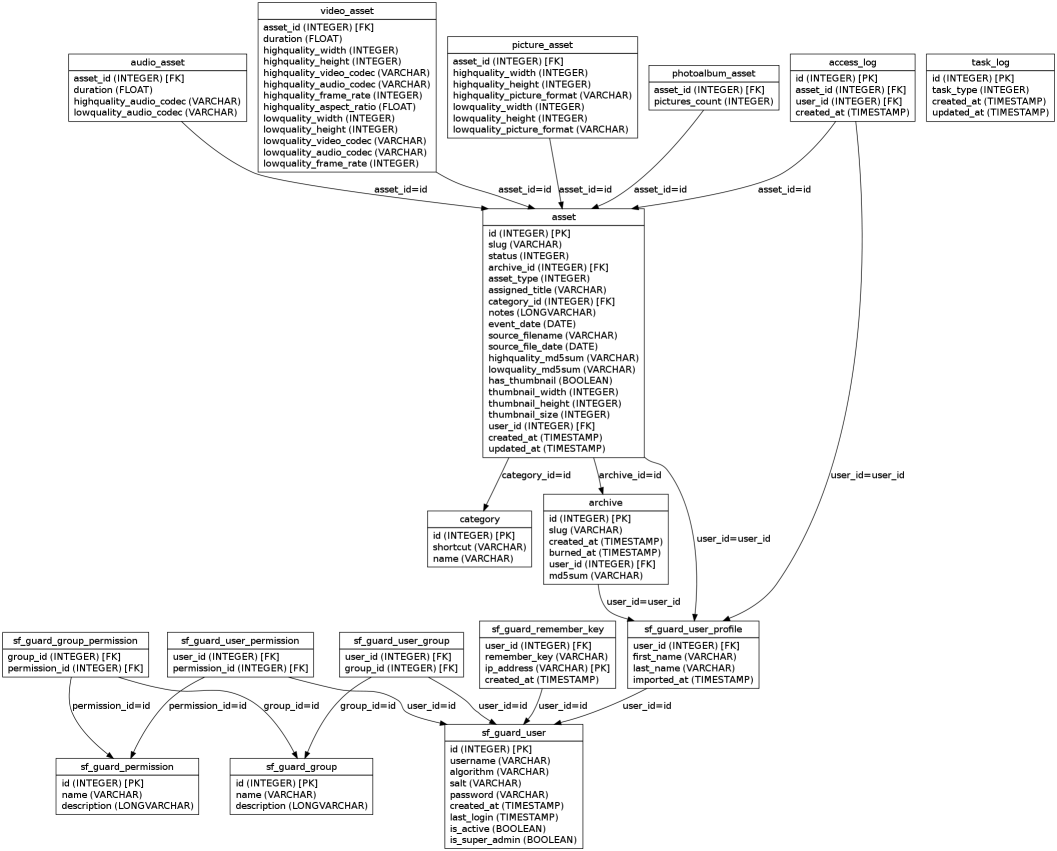 video_asset
asset_id (INTEGER) [FK]
duration (FLOAT)
highquality_width (INTEGER)
highquality_height (INTEGER)
highquality_video_codec (VARCHAR)
highquality_audio_codec (VARCHAR)
highquality_frame_rate (INTEGER)
highquality_aspect_ratio (FLOAT)
lowquality_width (INTEGER)
lowquality_height (INTEGER)
lowquality_video_codec (VARCHAR)
lowquality_audio_codec (VARCHAR)
lowquality_frame_rate (INTEGER)
audio_asset
asset_id (INTEGER) [FK]
duration (FLOAT)
highquality_audio_codec (VARCHAR)
lowquality_audio_codec (VARCHAR)
picture_asset
asset_id (INTEGER) [FK]
highquality_width (INTEGER)
highquality_height (INTEGER)
highquality_picture_format (VARCHAR)
lowquality_width (INTEGER)
lowquality_height (INTEGER)
lowquality_picture_format (VARCHAR)
photoalbum_asset
asset_id (INTEGER) [FK]
pictures_count (INTEGER)
access_log
id (INTEGER) [PK]
asset_id (INTEGER) [FK]
user_id (INTEGER) [FK]
created_at (TIMESTAMP)
task_log
id (INTEGER) [PK]
task_type (INTEGER)
created_at (TIMESTAMP)
updated_at (TIMESTAMP)
asset_id=id
asset_id=id
asset_id=id
asset_id=id
asset_id=id
asset
id (INTEGER) [PK]
slug (VARCHAR)
status (INTEGER)
archive_id (INTEGER) [FK]
asset_type (INTEGER)
assigned_title (VARCHAR)
category_id (INTEGER) [FK]
notes (LONGVARCHAR)
event_date (DATE)
source_filename (VARCHAR)
source_file_date (DATE)
highquality_md5sum (VARCHAR)
lowquality_md5sum (VARCHAR)
has_thumbnail (BOOLEAN)
thumbnail_width (INTEGER)
thumbnail_height (INTEGER)
thumbnail_size (INTEGER)
user_id (INTEGER) [FK]
created_at (TIMESTAMP)
updated_at (TIMESTAMP)
category_id=id
archive_id=id
user_id=user_id
user_id=user_id
category
id (INTEGER) [PK]
shortcut (VARCHAR)
name (VARCHAR)
archive
id (INTEGER) [PK]
slug (VARCHAR)
created_at (TIMESTAMP)
burned_at (TIMESTAMP)
user_id (INTEGER) [FK]
md5sum (VARCHAR)
user_id=user_id
sf_guard_group_permission
group_id (INTEGER) [FK]
permission_id (INTEGER) [FK]
sf_guard_user_permission
user_id (INTEGER) [FK]
permission_id (INTEGER) [FK]
sf_guard_user_group
user_id (INTEGER) [FK]
group_id (INTEGER) [FK]
sf_guard_remember_key
user_id (INTEGER) [FK]
remember_key (VARCHAR)
ip_address (VARCHAR) [PK]
created_at (TIMESTAMP)
sf_guard_user_profile
user_id (INTEGER) [FK]
first_name (VARCHAR)
last_name (VARCHAR)
imported_at (TIMESTAMP)
permission_id=id
permission_id=id
group_id=id
group_id=id
user_id=id
user_id=id
user_id=id
user_id=id
sf_guard_permission
id (INTEGER) [PK]
name (VARCHAR)
description (LONGVARCHAR)
sf_guard_group
id (INTEGER) [PK]
name (VARCHAR)
description (LONGVARCHAR)
sf_guard_user
id (INTEGER) [PK]
username (VARCHAR)
algorithm (VARCHAR)
salt (VARCHAR)
password (VARCHAR)
created_at (TIMESTAMP)
last_login (TIMESTAMP)
is_active (BOOLEAN)
is_super_admin (BOOLEAN)